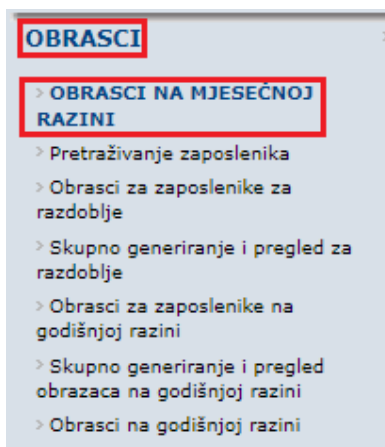 OBRASCI
> OBRASCI NA MJESEČNOJ
RAZINI
> Pretraživanje zaposlenika
> Obrasci za zaposlenike za
razdoblje
> Skupno generiranje i pregled za
razdoblje
> Obrasci za zaposlenike na
godišnjoj razini
> Skupno generiranje i pregled
obrazaca na godišnjoj razini
> Obrasci na godišnjoj razini